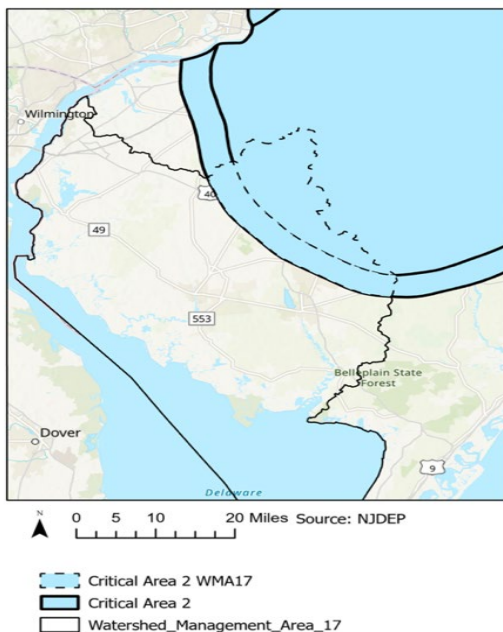 Wilmington
40
49
553
Belleplain State
Forest
Dover
9
Delaware
N
0 5 10 20 Miles Source: NJDEP
Critical Area 2 WMA17
Critical Area 2
Watershed_Management_Area_17